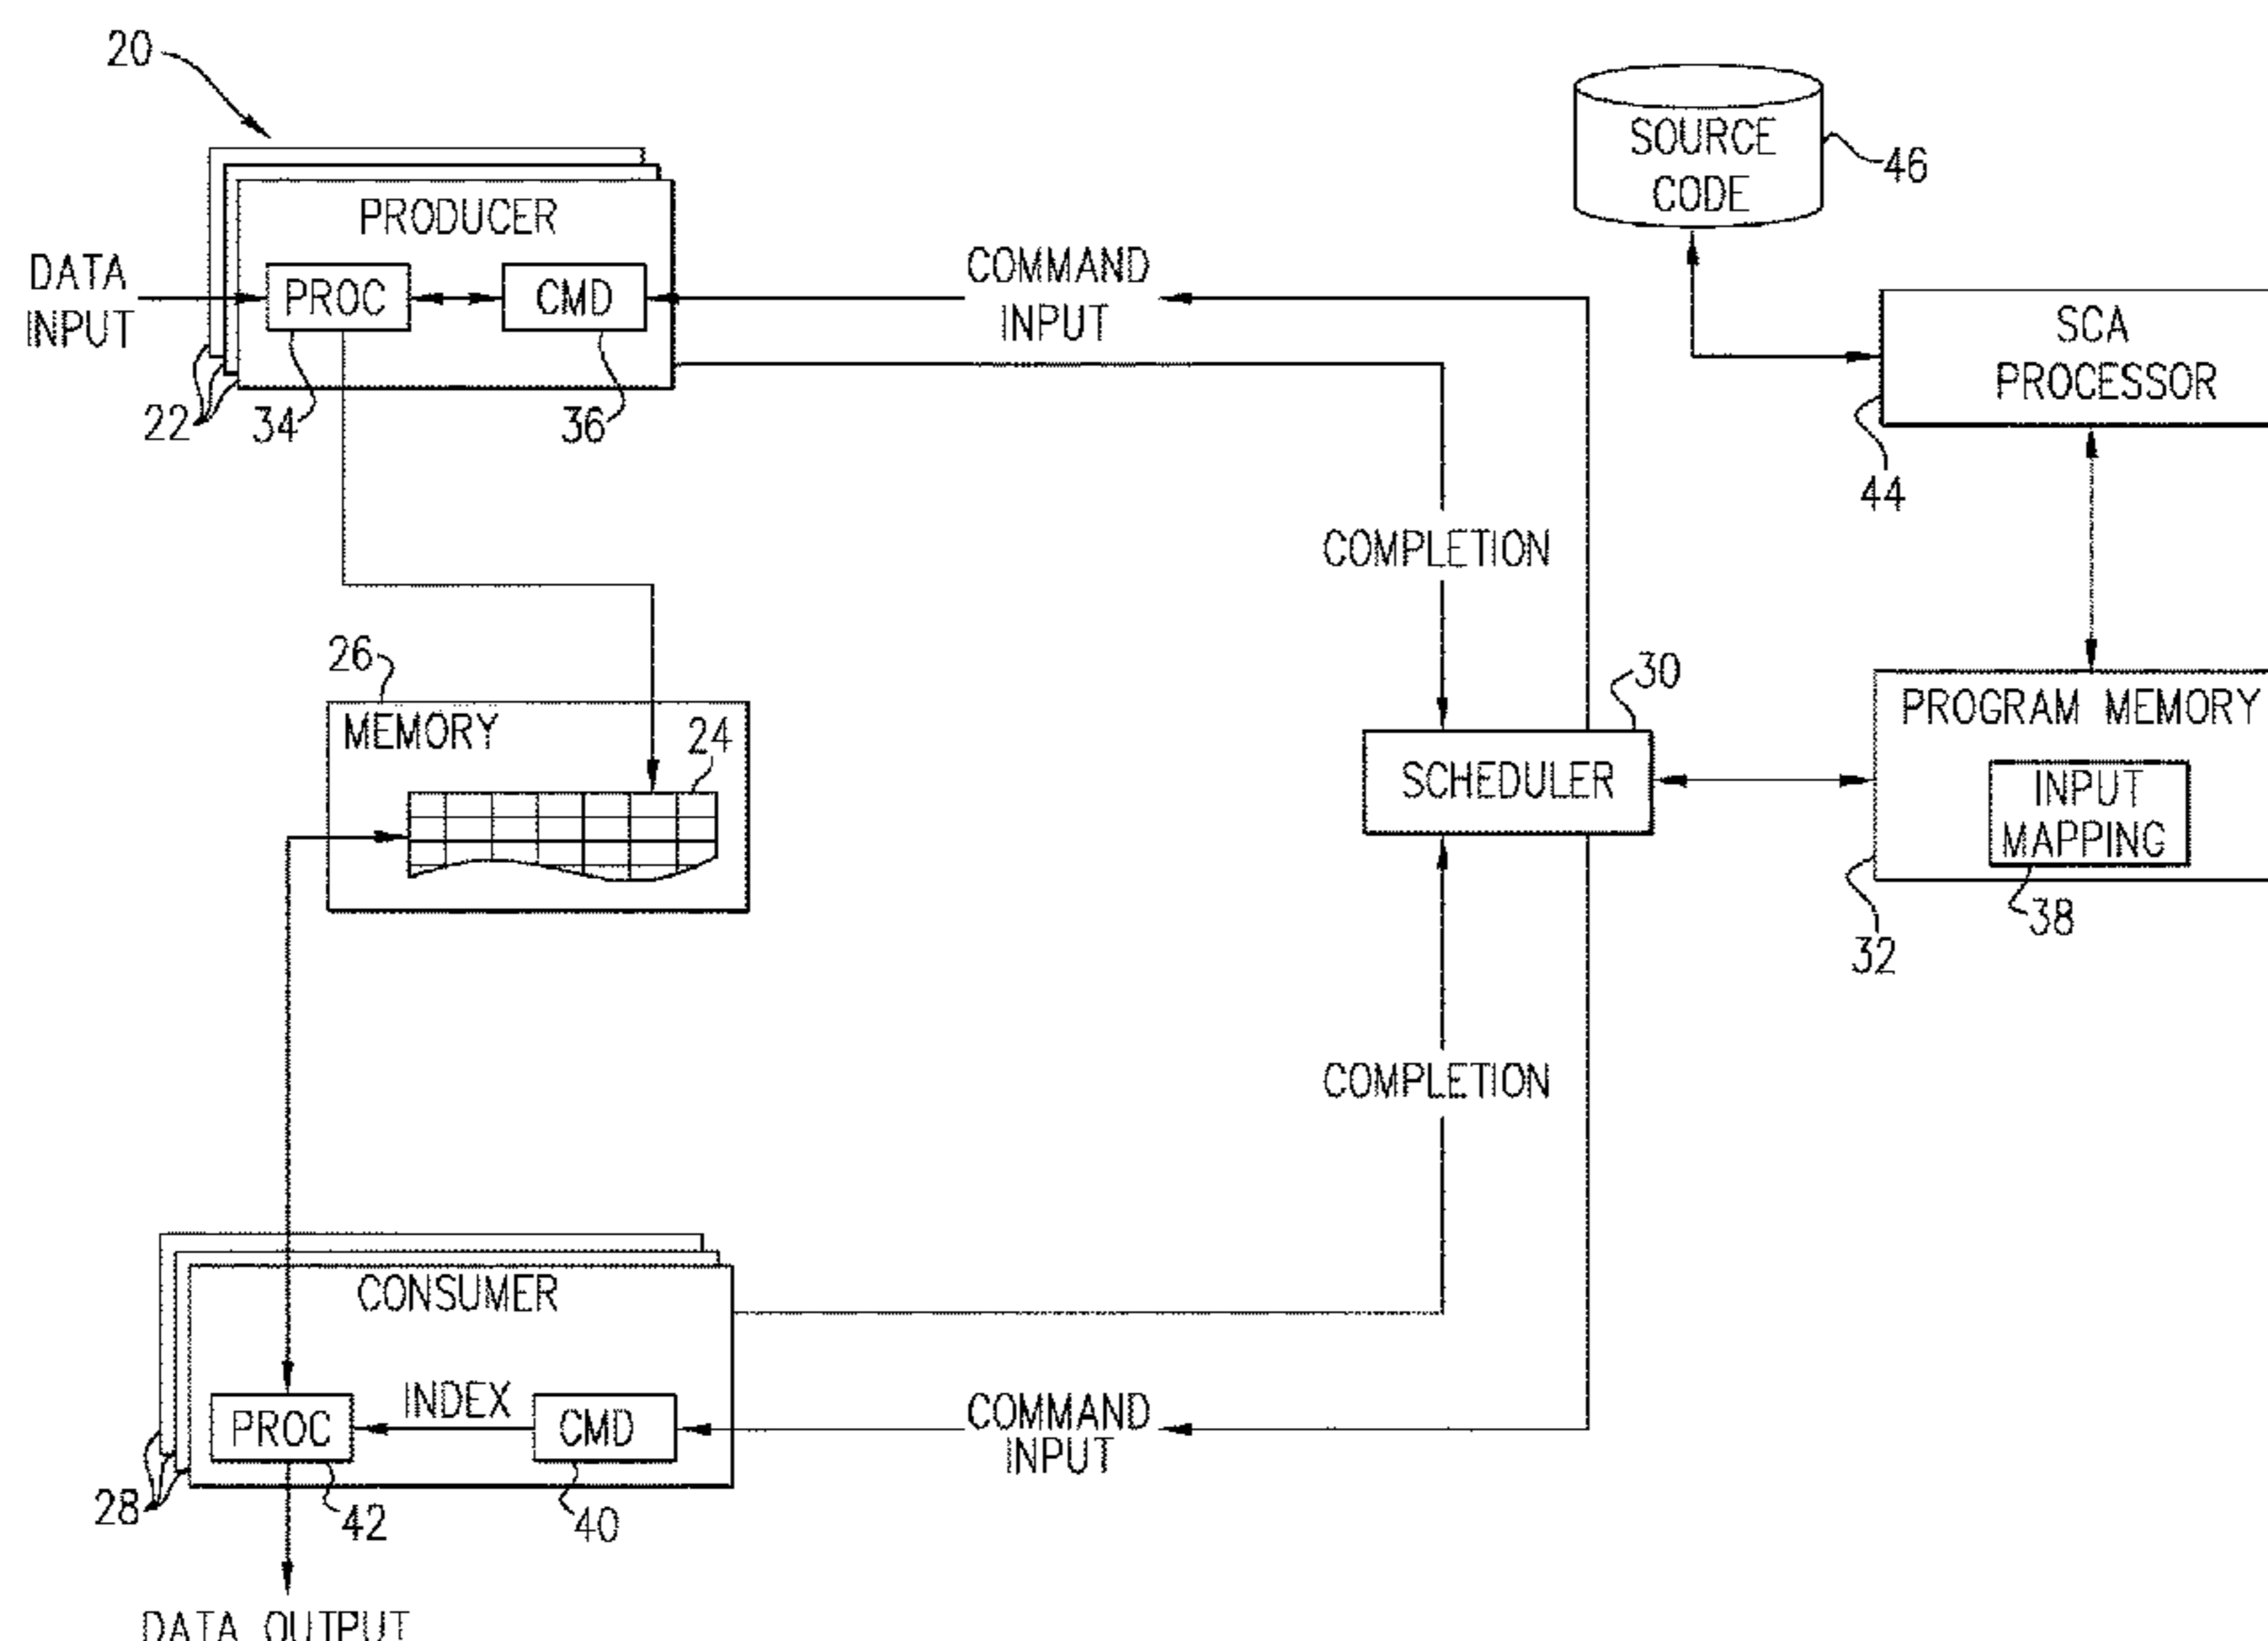 20
SOURCE
CODE
46
PRODUCER
DATA
INPUT
PROC
CMD
COMMAND
INPUT
SCA
PROCESSOR
22
34
36
44
COMPLETION
26
MEMORY
24
30
SCHEDULER
PROGRAM MEMORY
INPUT
MAPPING
38
32
COMPLETION
CONSUMER
PROC
INDEX
CMD
COMMAND
INPUT
28
42
40
DATA OUTPUT